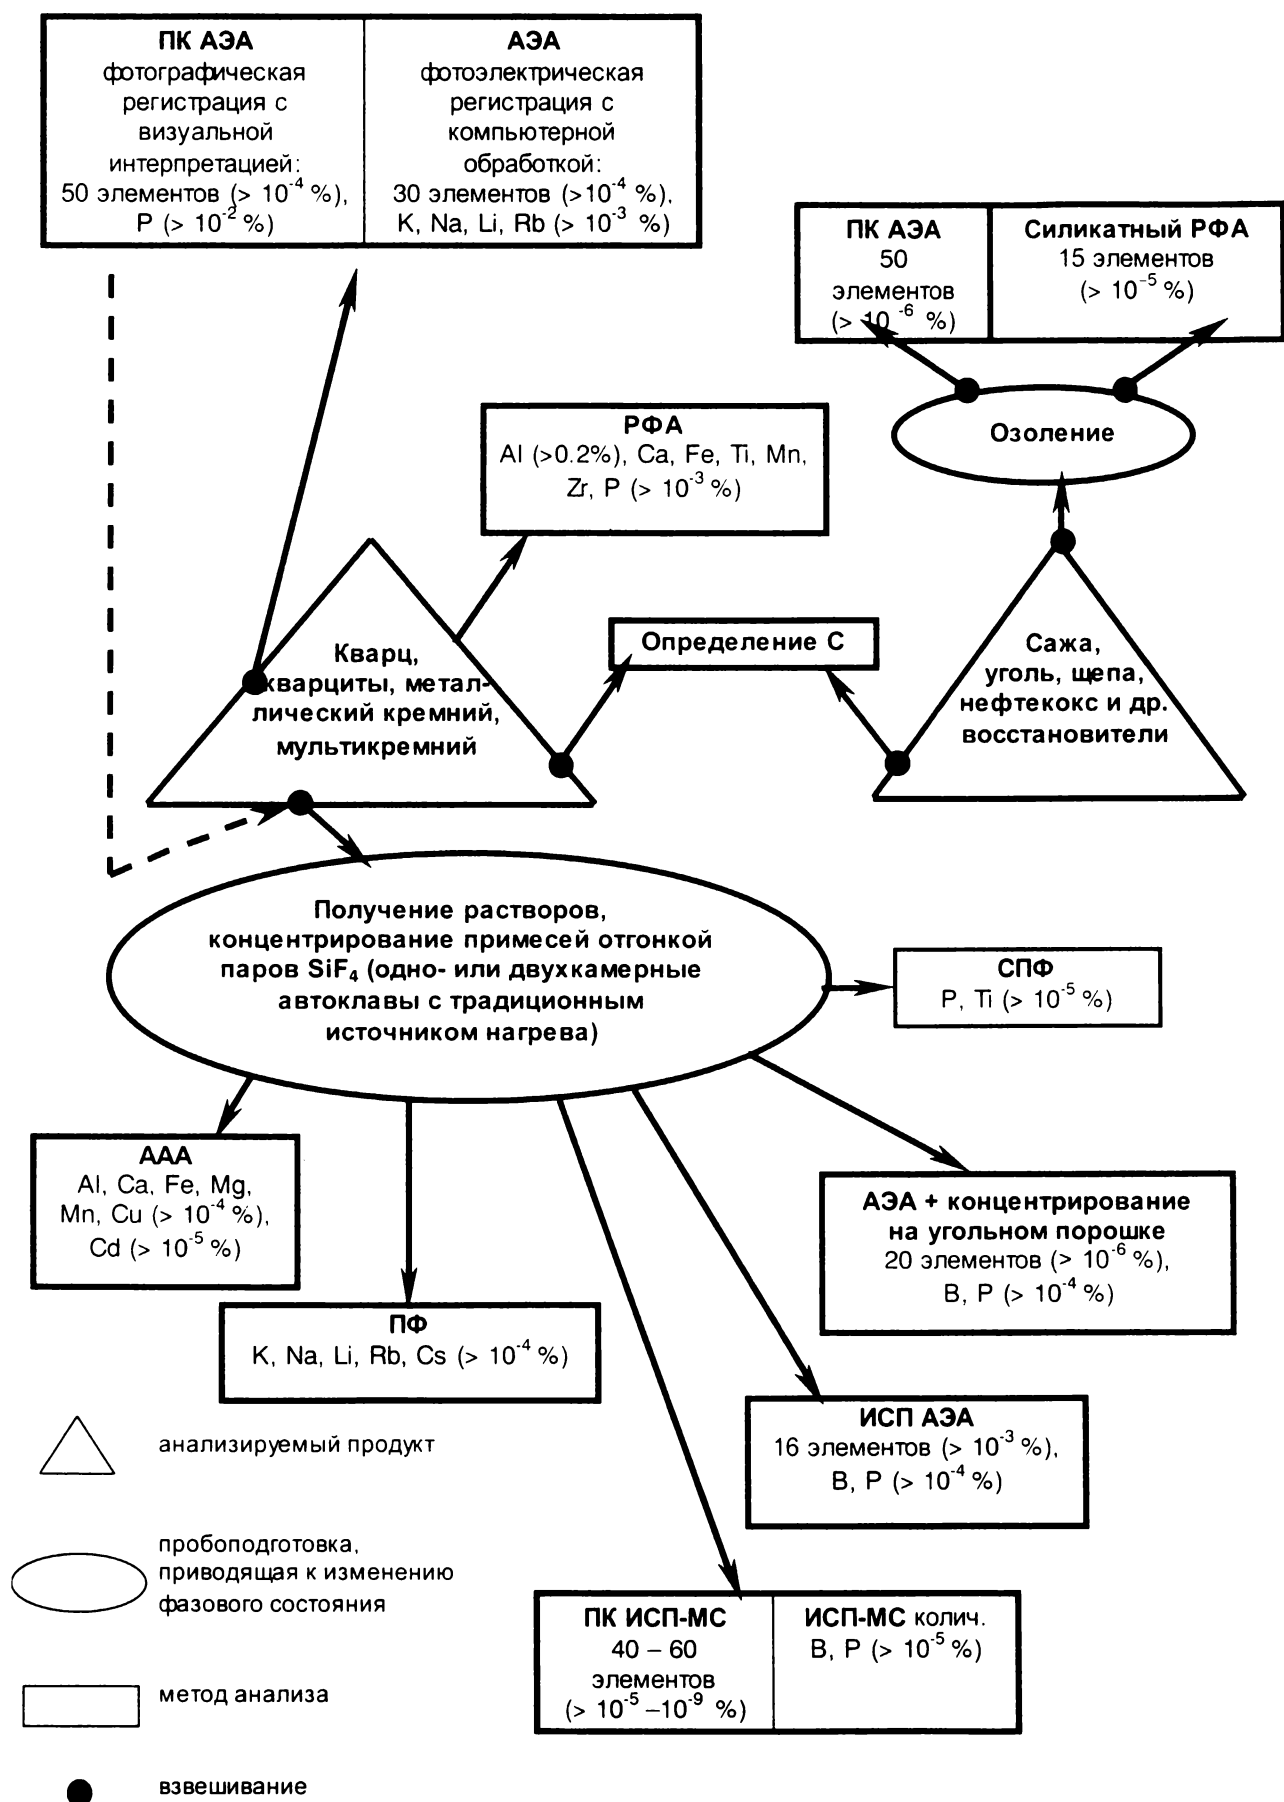 ПК АЭА
фотографическая
регистрация с
визуальной
интерпретацией:
50 элементов (> 10⁻⁴ %),
P (> 10⁻² %)
АЭА
фотоэлектрическая
регистрация с
компьютерной
обработкой:
30 элементов (>10⁻⁴ %),
K, Na, Li, Rb (> 10⁻³ %)
ПК АЭА
50
элементов
(> 10⁻⁶ %)
Силикатный РФА
15 элементов
(> 10⁻⁵ %)
Озоление
РФА
Al (>0.2%), Ca, Fe, Ti, Mn,
Zr, P (> 10⁻³ %)
Определение С
Кварц,
кварциты, метал-
лический кремний,
мультикремний
Сажа,
уголь, щепа,
нефтекокс и др.
восстановители
Получение растворов,
концентрирование примесей отгонкой
паров SiF₄ (одно- или двухкамерные
автоклавы с традиционным
источником нагрева)
СПФ
P, Ti (> 10⁻⁵ %)
ААА
Al, Ca, Fe, Mg,
Mn, Cu (> 10⁻⁴ %),
Cd (> 10⁻⁵ %)
ПФ
K, Na, Li, Rb, Cs (> 10⁻⁴ %)
АЭА + концентрирование
на угольном порошке
20 элементов (> 10⁻⁶ %),
B, P (> 10⁻⁴ %)
ИСП АЭА
16 элементов (> 10⁻³ %),
B, P (> 10⁻⁴ %)
ПК ИСП-МС
40 – 60
элементов
(> 10⁻⁵ –10⁻⁹ %)
ИСП-МС колич.
B, P (> 10⁻⁵ %)
анализируемый продукт
пробоподготовка,
приводящая к изменению
фазового состояния
метод анализа
взвешивание